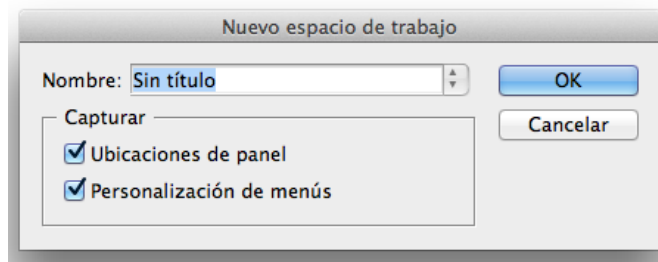 Nuevo espacio de trabajo
Nombre: Sin título
OK
Capturar
Cancelar
Ubicaciones de panel
Personalización de menús